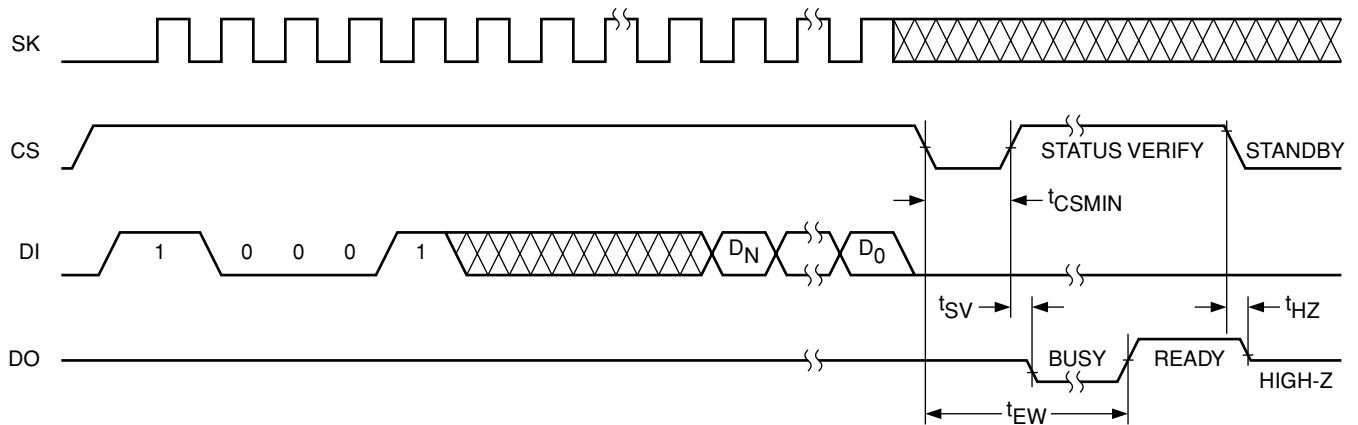 SK
CS
STATUS VERIFY
STANDBY
tCSMIN
DI
1
0
0
0
1
DN
D0
tSV
tHZ
DO
BUSY
READY
HIGH-Z
tEW